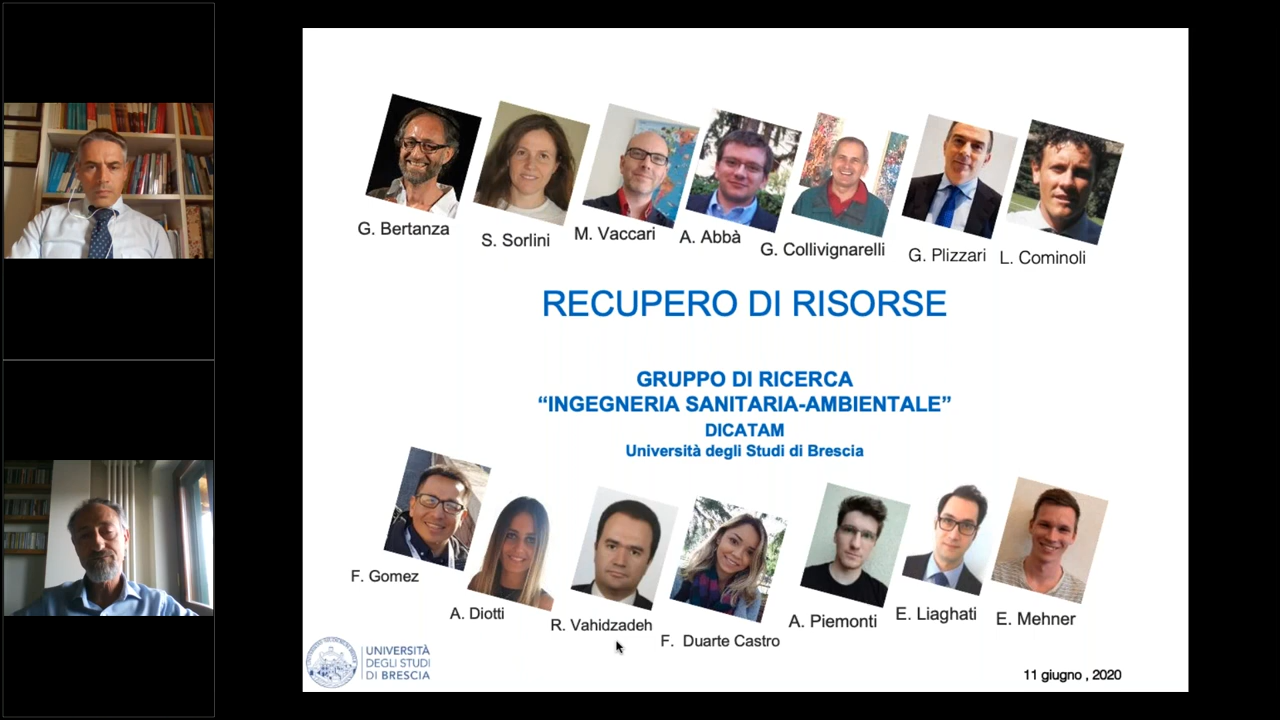 G. Bertanza
S. Sorlini
M. Vaccari
A. Abbà
G. Collivignarelli
G. Plizzari
L. Cominoli
RECUPERO DI RISORSE
GRUPPO DI RICERCA
“INGEGNERIA SANITARIA-AMBIENTALE”
DICATAM
Università degli Studi di Brescia
F. Gomez
A. Diotti
R. Vahidzadeh
F. Duarte Castro
A. Piemonti
E. Liaghati
E. Mehner
UNIVERSITÀ
DEGLI STUDI
DI BRESCIA
11 giugno , 2020